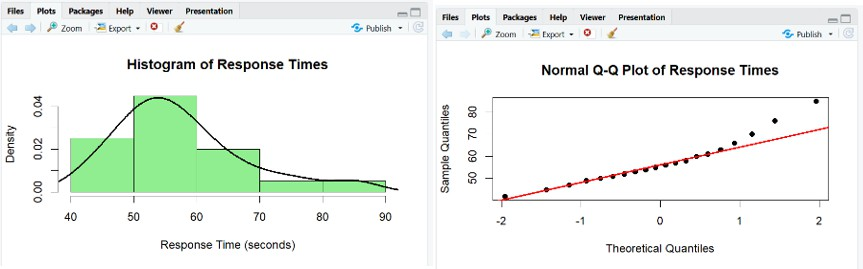 Files Plots Packages Help Viewer Presentation
Zoom Export Publish
Histogram of Response Times
Density
0.00 0.02 0.04
40 50 60 70 80 90
Response Time (seconds)
Files Plots Packages Help Viewer Presentation
Zoom Export Publish
Normal Q-Q Plot of Response Times
Sample Quantiles
50 60 70 80
-2 -1 0 1 2
Theoretical Quantiles